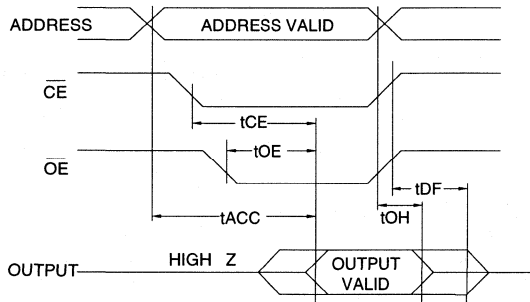 ADDRESS
ADDRESS VALID
CE
tCE
tOE
OE
tDF
tACC
tOH
HIGH Z
OUTPUT
OUTPUT
VALID